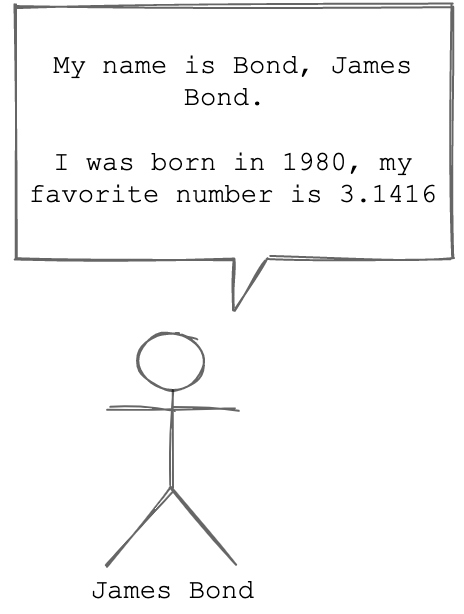 My name is Bond, James
Bond.
I was born in 1980, my
favorite number is 3.1416
James Bond